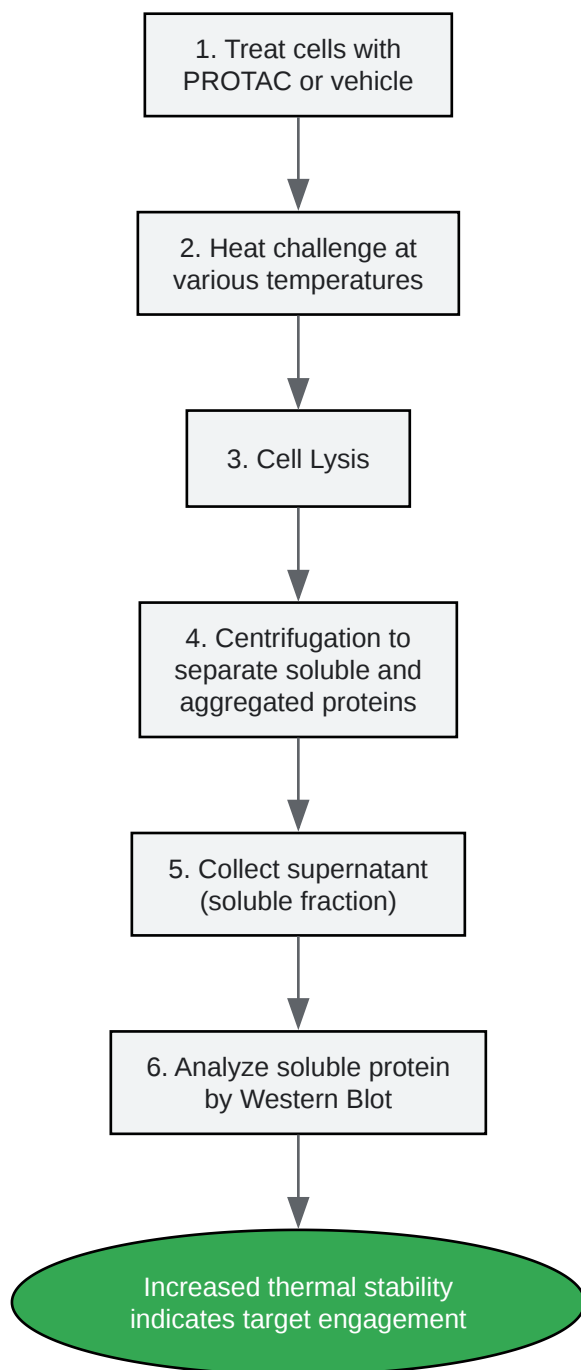 1. Treat cells with
PROTAC or vehicle
2. Heat challenge at
various temperatures
3. Cell Lysis
4. Centrifugation to
separate soluble and
aggregated proteins
5. Collect supernatant
(soluble fraction)
6. Analyze soluble protein
by Western Blot
Increased thermal stability
indicates target engagement